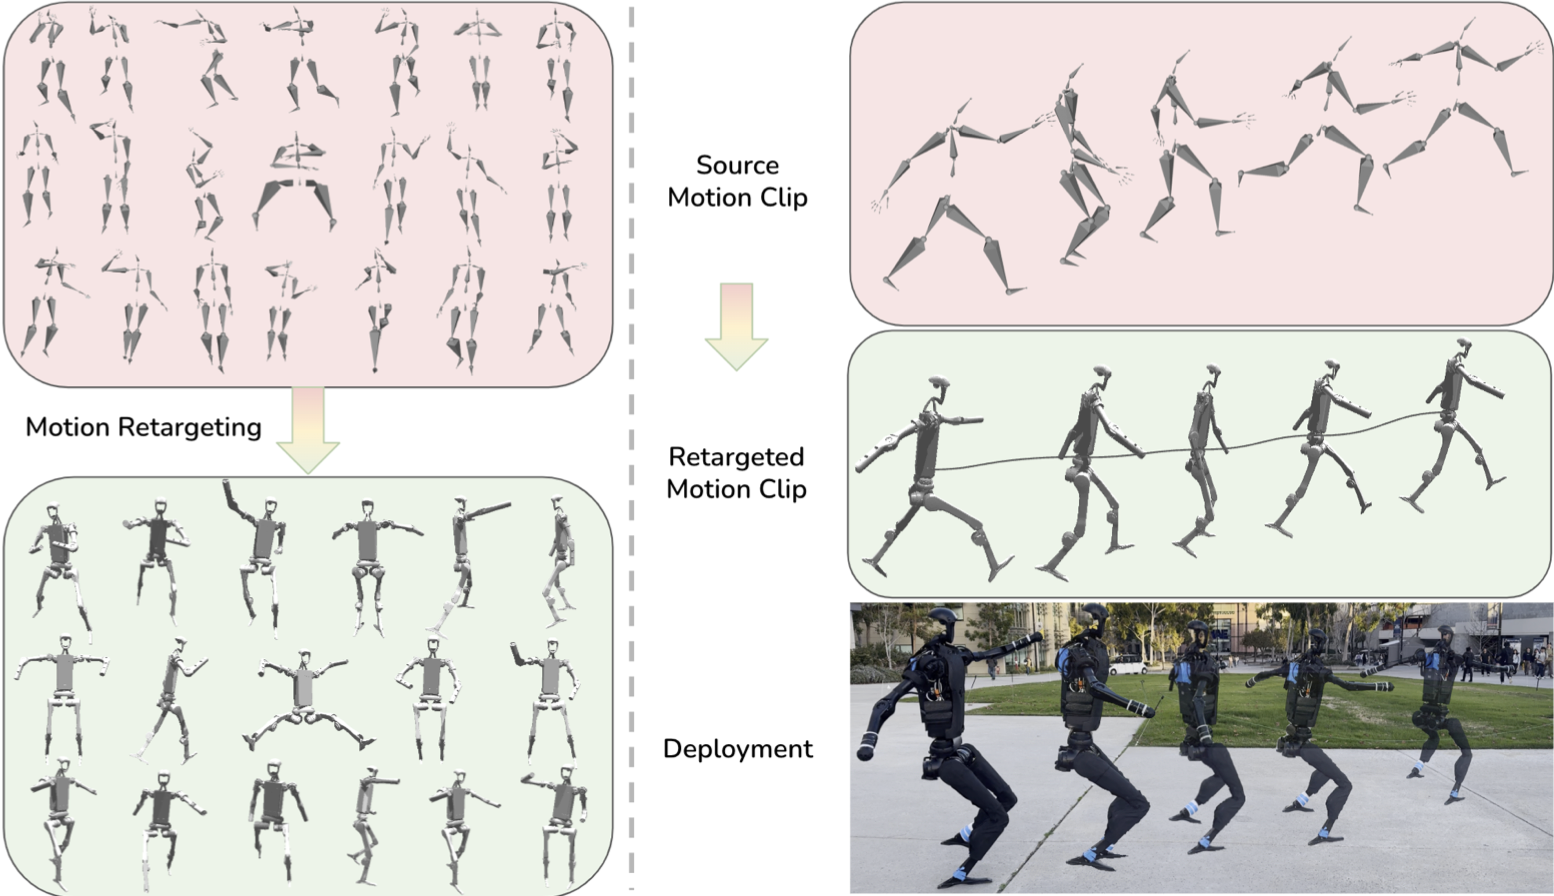 Motion Retargeting
Source
Motion Clip
Retargeted
Motion Clip
Deployment